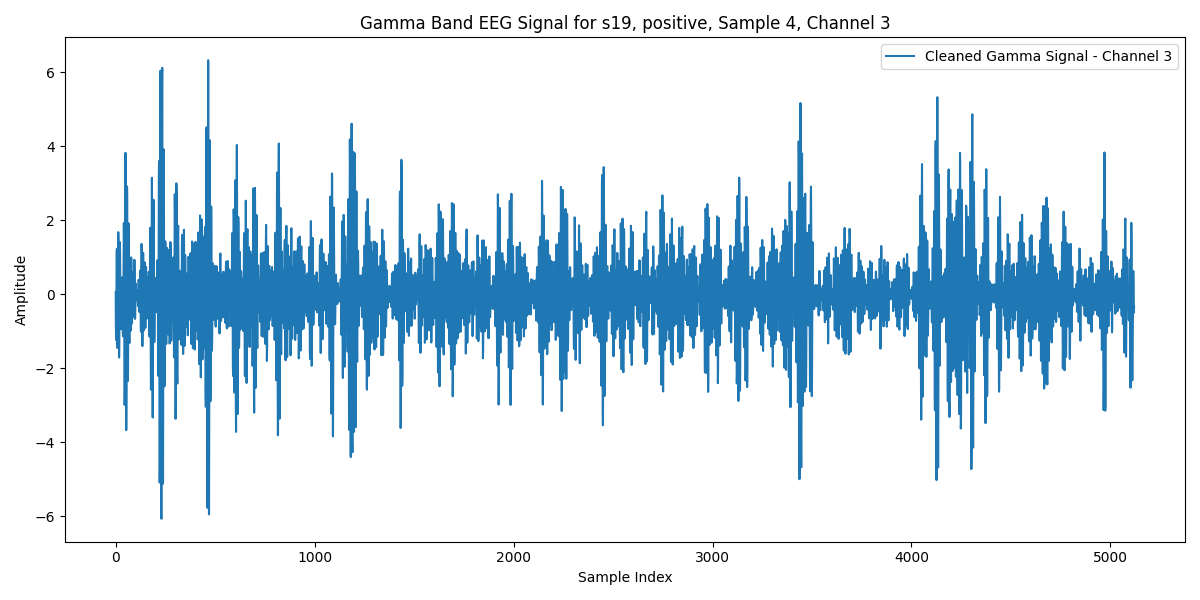 Gamma Band EEG Signal for s19, positive, Sample 4, Channel 3
Cleaned Gamma Signal - Channel 3
6
4
2
0
−2
−4
−6
Amplitude
0 1000 2000 3000 4000 5000
Sample Index